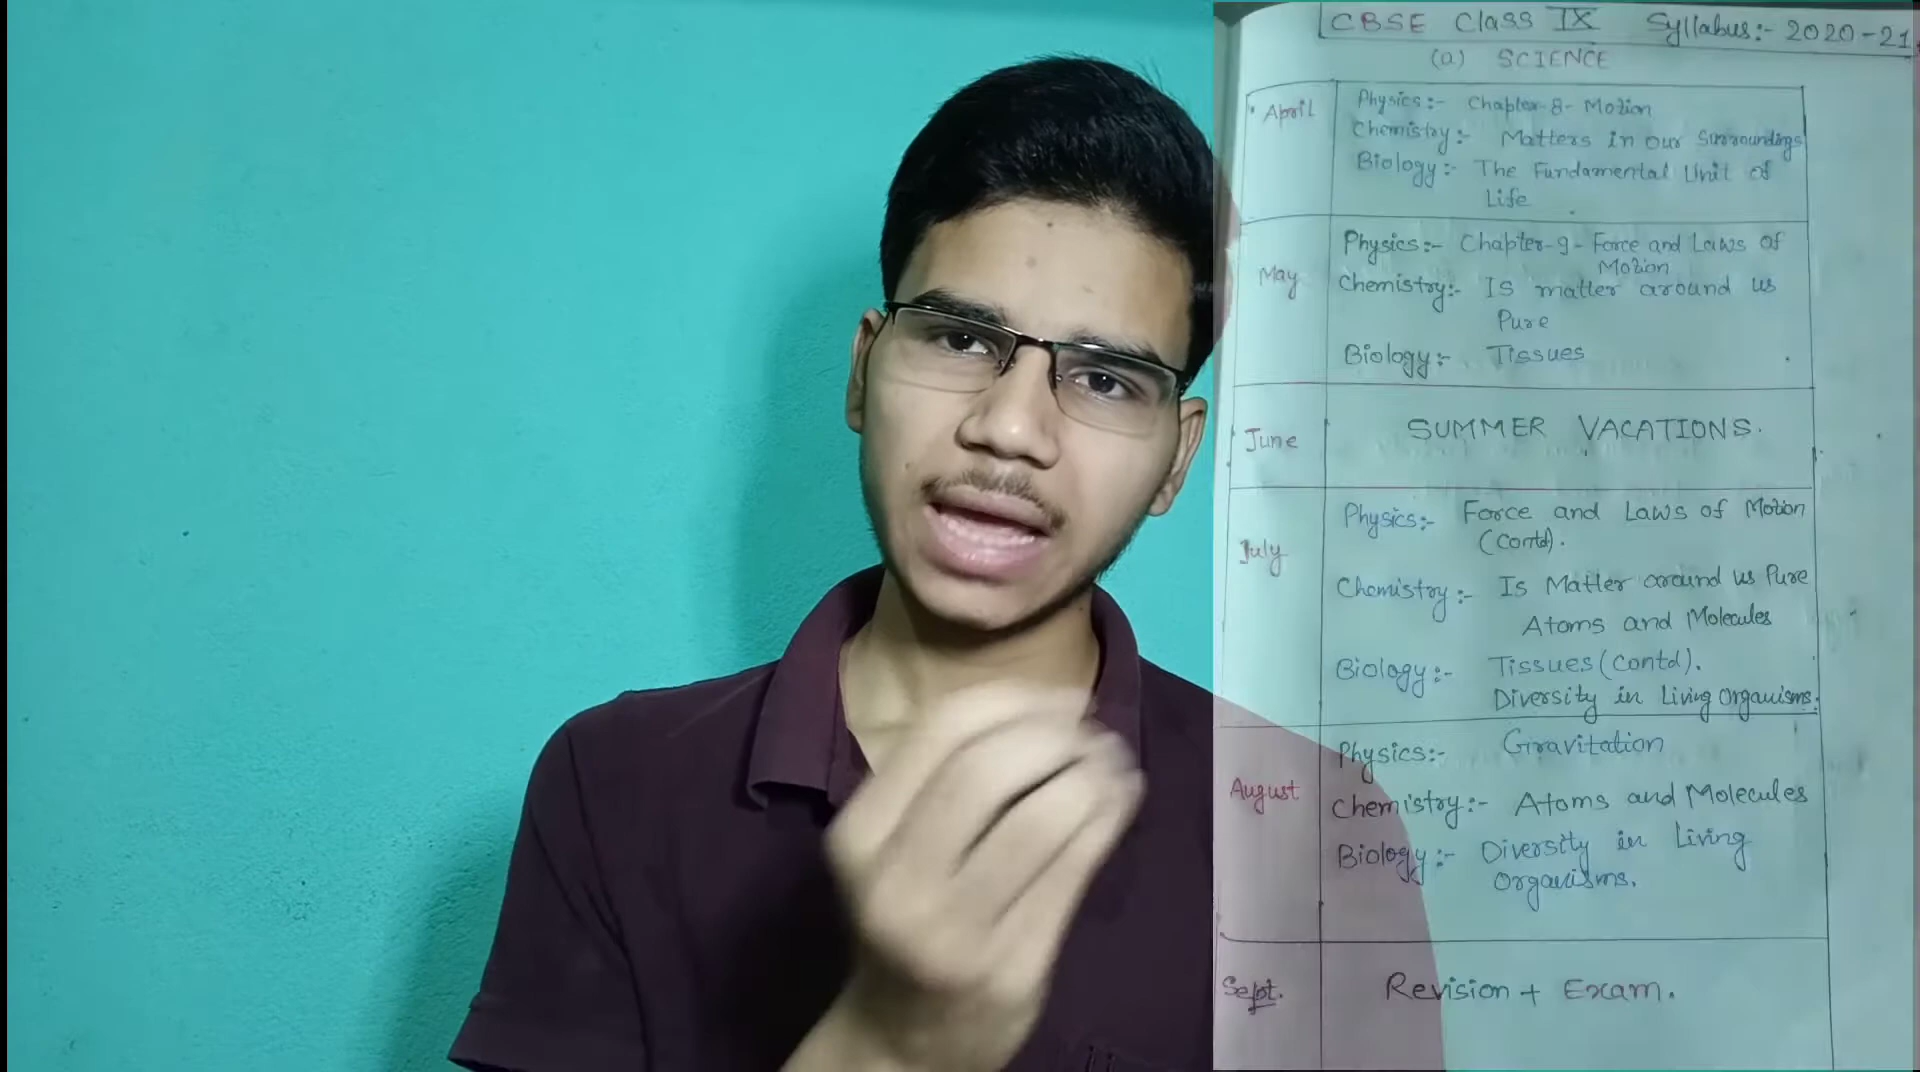 CBSE Class IX Syllabus:- 2020-21
(a) SCIENCE
April
Physics:- Chapter-8- Motion
Chemistry:- Matters in our Surroundings
Biology:- The Fundamental Unit of
Life
May
Physics:- Chapter-9- Force and Laws of
Motion
Chemistry:- IS matter around us
Pure
Biology:- Tissues
June
SUMMER VACATIONS.
July
Physics:- Force and Laws of Motion
(Contd).
Chemistry:- Is Matter around us Pure
Atoms and Molecules
Biology:- Tissues (Contd).
Diversity in Living Organisms.
August
Physics:- Gravitation
Chemistry:- Atoms and Molecules
Biology:- Diversity in Living
Organisms.
Sept.
Revision + Exam.